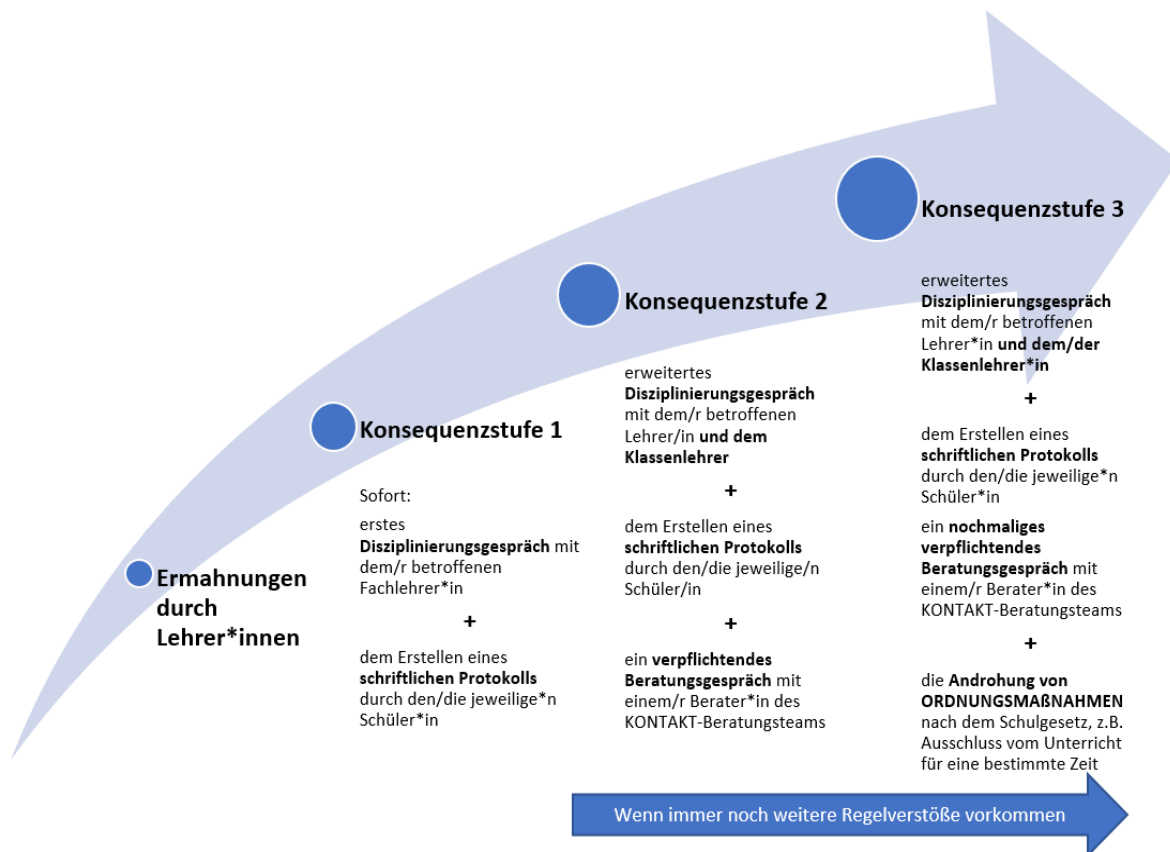 Ermahnungen
durch
Lehrer*innen
Konsequenzstufe 1
Sofort:
erstes
Disziplinierungsgespräch mit
dem/r betroffenen
Fachlehrer*in
+
dem Erstellen eines
schriftlichen Protokolls
durch den/die jeweilige*n
Schüler*in
Konsequenzstufe 2
erweitertes
Disziplinierungsgespräch
mit dem/r betroffenen
Lehrer/in und dem
Klassenlehrer
+
dem Erstellen eines
schriftlichen Protokolls
durch den/die jeweilige/n
Schüler/in
+
ein verpflichtendes
Beratungsgespräch mit
einem/r Berater*in des
KONTAKT-Beratungsteams
Konsequenzstufe 3
erweitertes
Disziplinierungsgespräch
mit dem/r betroffenen
Lehrer*in und dem/der
Klassenlehrer*in
+
dem Erstellen eines
schriftlichen Protokolls
durch den/die jeweilige*n
Schüler*in
ein nochmaliges
verpflichtendes
Beratungsgespräch mit
einem/r Berater*in des
KONTAKT-Beratungsteams
+
die Androhung von
ORDNUNGSMAßNAHMEN
nach dem Schulgesetz, z.B.
Ausschluss vom Unterricht
für eine bestimmte Zeit
Wenn immer noch weitere Regelverstöße vorkommen